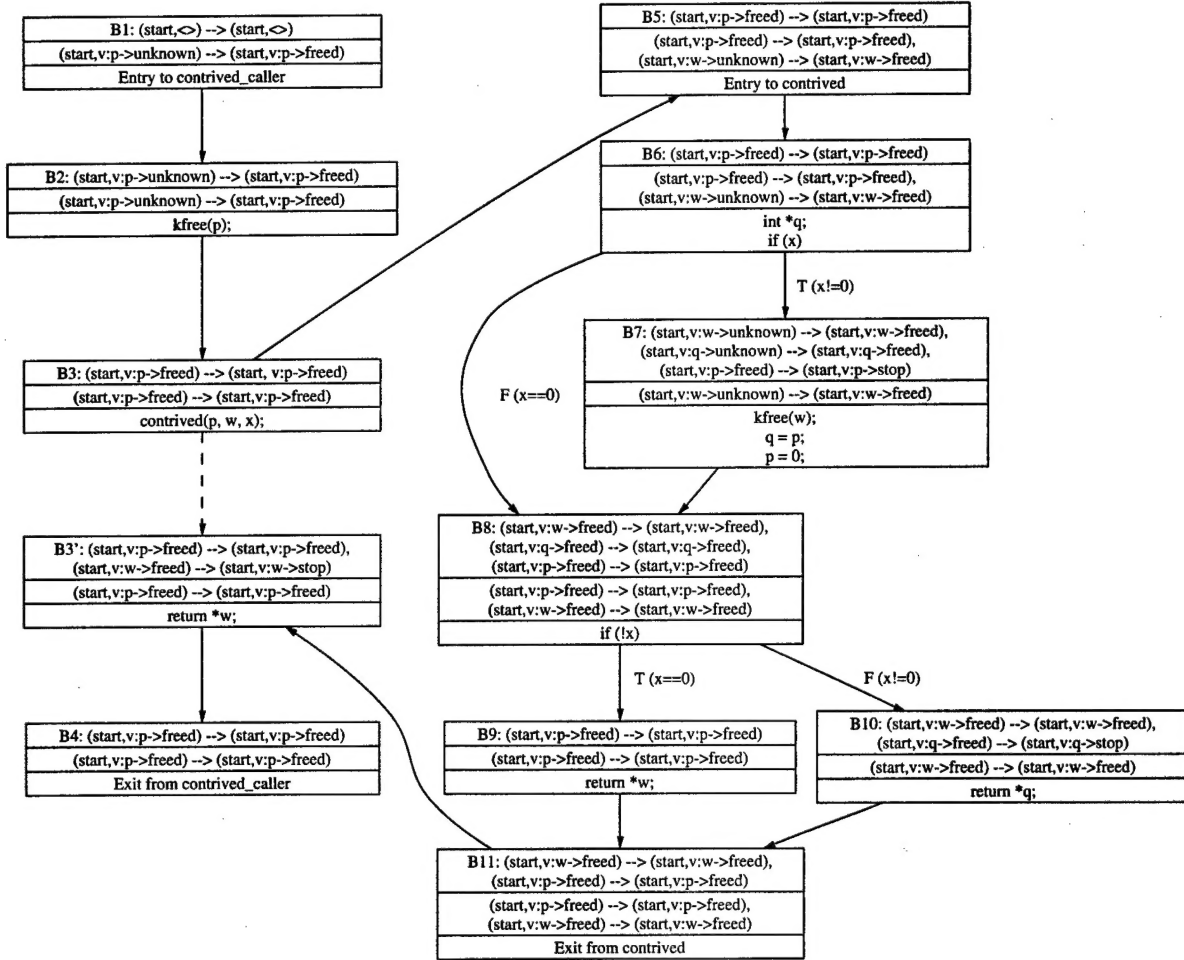 B1: (start,<>) --> (start,<>)
(start,v:p->unknown) --> (start,v:p->freed)
Entry to contrived_caller
B2: (start,v:p->unknown) --> (start,v:p->freed)
(start,v:p->unknown) --> (start,v:p->freed)
kfree(p);
B3: (start,v:p->freed) --> (start, v:p->freed)
(start,v:p->freed) --> (start,v:p->freed)
contrived(p, w, x);
B3': (start,v:p->freed) --> (start,v:p->freed),
(start,v:w->freed) --> (start,v:w->stop)
(start,v:p->freed) --> (start,v:p->freed)
return *w;
B4: (start,v:p->freed) --> (start,v:p->freed)
(start,v:p->freed) --> (start,v:p->freed)
Exit from contrived_caller
B5: (start,v:p->freed) --> (start,v:p->freed)
(start,v:p->freed) --> (start,v:p->freed),
(start,v:w->unknown) --> (start,v:w->freed)
Entry to contrived
B6: (start,v:p->freed) --> (start,v:p->freed)
(start,v:p->freed) --> (start,v:p->freed),
(start,v:w->unknown) --> (start,v:w->freed)
int *q;
if (x)
T (x!=0)
F (x==0)
B7: (start,v:w->unknown) --> (start,v:w->freed),
(start,v:q->unknown) --> (start,v:q->freed),
(start,v:p->freed) --> (start,v:p->stop)
(start,v:w->unknown) --> (start,v:w->freed)
kfree(w);
q = p;
p = 0;
B8: (start,v:w->freed) --> (start,v:w->freed),
(start,v:q->freed) --> (start,v:q->freed),
(start,v:p->freed) --> (start,v:p->freed)
(start,v:p->freed) --> (start,v:p->freed),
(start,v:w->freed) --> (start,v:w->freed)
if (!x)
T (x==0)
F (x!=0)
B9: (start,v:p->freed) --> (start,v:p->freed)
(start,v:p->freed) --> (start,v:p->freed)
return *w;
B10: (start,v:w->freed) --> (start,v:w->freed),
(start,v:q->freed) --> (start,v:q->stop)
(start,v:w->freed) --> (start,v:w->freed)
return *q;
B11: (start,v:w->freed) --> (start,v:w->freed),
(start,v:p->freed) --> (start,v:p->freed)
(start,v:p->freed) --> (start,v:p->freed),
(start,v:w->freed) --> (start,v:w->freed)
Exit from contrived